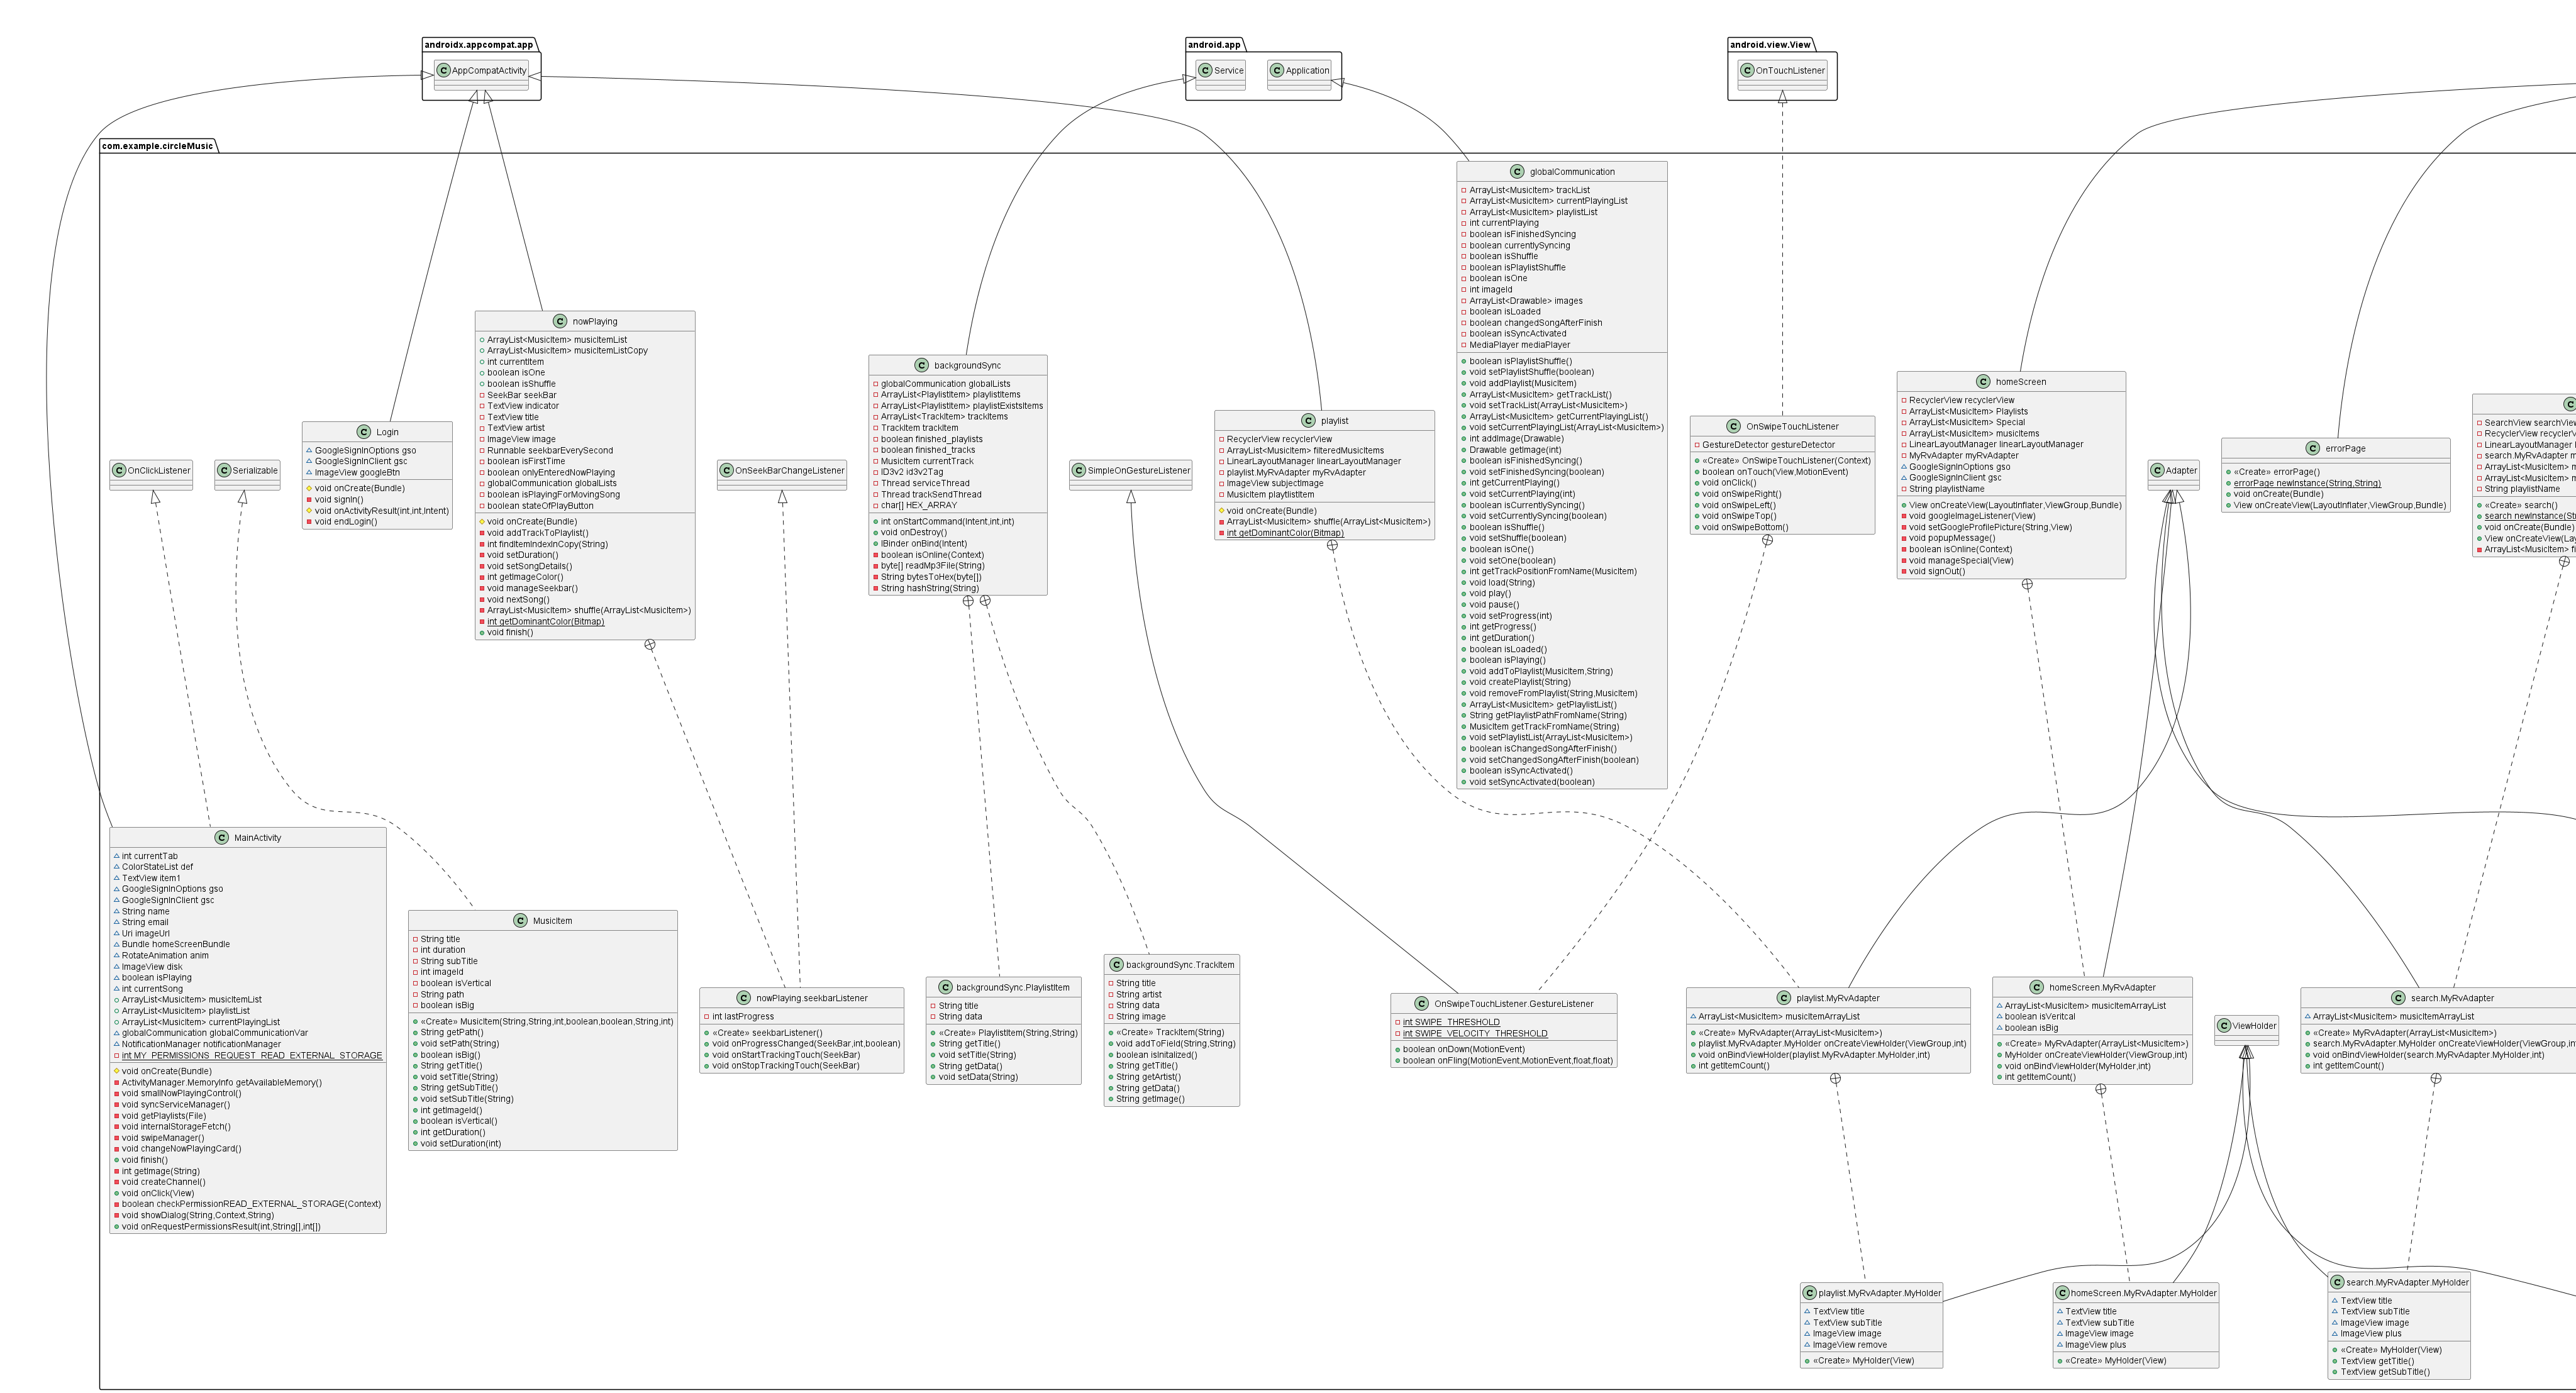 androidx.appcompat.app
C AppCompatActivity
android.app
C Service
C Application
android.view.View
C OnTouchListener
com.example.circleMusic
C globalCommunication
ArrayList<MusicItem> trackList
ArrayList<MusicItem> currentPlayingList
ArrayList<MusicItem> playlistList
int currentPlaying
boolean isFinishedSyncing
boolean currentlySyncing
boolean isShuffle
boolean isPlaylistShuffle
boolean isOne
int imageId
ArrayList<Drawable> images
boolean isLoaded
boolean changedSongAfterFinish
boolean isSyncActivated
MediaPlayer mediaPlayer
boolean isPlaylistShuffle()
void setPlaylistShuffle(boolean)
void addPlaylist(MusicItem)
ArrayList<MusicItem> getTrackList()
void setTrackList(ArrayList<MusicItem>)
ArrayList<MusicItem> getCurrentPlayingList()
void setCurrentPlayingList(ArrayList<MusicItem>)
int addImage(Drawable)
Drawable getImage(int)
boolean isFinishedSyncing()
void setFinishedSyncing(boolean)
int getCurrentPlaying()
void setCurrentPlaying(int)
boolean isCurrentlySyncing()
void setCurrentlySyncing(boolean)
boolean isShuffle()
void setShuffle(boolean)
boolean isOne()
void setOne(boolean)
int getTrackPositionFromName(MusicItem)
void load(String)
void play()
void pause()
void setProgress(int)
int getProgress()
int getDuration()
boolean isLoaded()
boolean isPlaying()
void addToPlaylist(MusicItem,String)
void createPlaylist(String)
void removeFromPlaylist(String,MusicItem)
ArrayList<MusicItem> getPlaylistList()
String getPlaylistPathFromName(String)
MusicItem getTrackFromName(String)
void setPlaylistList(ArrayList<MusicItem>)
boolean isChangedSongAfterFinish()
void setChangedSongAfterFinish(boolean)
boolean isSyncActivated()
void setSyncActivated(boolean)
C nowPlaying
ArrayList<MusicItem> musicItemList
ArrayList<MusicItem> musicItemListCopy
int currentItem
boolean isOne
boolean isShuffle
SeekBar seekBar
TextView indicator
TextView title
TextView artist
ImageView image
Runnable seekbarEverySecond
boolean isFirstTime
boolean onlyEnteredNowPlaying
globalCommunication globalLists
boolean isPlayingForMovingSong
boolean stateOfPlayButton
void onCreate(Bundle)
void addTrackToPlaylist()
int findItemIndexInCopy(String)
void setDuration()
void setSongDetails()
int getImageColor()
void manageSeekbar()
void nextSong()
ArrayList<MusicItem> shuffle(ArrayList<MusicItem>)
int getDominantColor(Bitmap)
void finish()
C backgroundSync
globalCommunication globalLists
ArrayList<PlaylistItem> playlistItems
ArrayList<PlaylistItem> playlistExistsItems
ArrayList<TrackItem> trackItems
TrackItem trackItem
boolean finished_playlists
boolean finished_tracks
MusicItem currentTrack
ID3v2 id3v2Tag
Thread serviceThread
Thread trackSendThread
char[] HEX_ARRAY
int onStartCommand(Intent,int,int)
void onDestroy()
IBinder onBind(Intent)
boolean isOnline(Context)
byte[] readMp3File(String)
String bytesToHex(byte[])
String hashString(String)
C homeScreen
RecyclerView recyclerView
ArrayList<MusicItem> Playlists
ArrayList<MusicItem> Special
ArrayList<MusicItem> musicItems
LinearLayoutManager linearLayoutManager
MyRvAdapter myRvAdapter
GoogleSignInOptions gso
GoogleSignInClient gsc
String playlistName
View onCreateView(LayoutInflater,ViewGroup,Bundle)
void googleImageListener(View)
void setGoogleProfilePicture(String,View)
void popupMessage()
boolean isOnline(Context)
void manageSpecial(View)
void signOut()
C
SearchView searchView
RecyclerView recyclerV
LinearLayoutManager l
search.MyRvAdapter m
ArrayList<MusicItem> m
ArrayList<MusicItem> m
String playlistName
«Create» search()
search newInstance(Str
void onCreate(Bundle)
View onCreateView(Lay
ArrayList<MusicItem> fi
C playlist
RecyclerView recyclerView
ArrayList<MusicItem> filteredMusicItems
LinearLayoutManager linearLayoutManager
playlist.MyRvAdapter myRvAdapter
ImageView subjectImage
MusicItem playtlistItem
void onCreate(Bundle)
ArrayList<MusicItem> shuffle(ArrayList<MusicItem>)
int getDominantColor(Bitmap)
C OnSwipeTouchListener
GestureDetector gestureDetector
«Create» OnSwipeTouchListener(Context)
boolean onTouch(View,MotionEvent)
void onClick()
void onSwipeRight()
void onSwipeLeft()
void onSwipeTop()
void onSwipeBottom()
C Login
GoogleSignInOptions gso
GoogleSignInClient gsc
ImageView googleBtn
void onCreate(Bundle)
void signIn()
void onActivityResult(int,int,Intent)
void endLogin()
C errorPage
«Create» errorPage()
errorPage newInstance(String,String)
void onCreate(Bundle)
View onCreateView(LayoutInflater,ViewGroup,Bundle)
C OnClickListener
C Serializable
C OnSeekBarChangeListener
C SimpleOnGestureListener
C Adapter
C MainActivity
int currentTab
ColorStateList def
TextView item1
GoogleSignInOptions gso
GoogleSignInClient gsc
String name
String email
Uri imageUrl
Bundle homeScreenBundle
RotateAnimation anim
ImageView disk
boolean isPlaying
int currentSong
ArrayList<MusicItem> musicItemList
ArrayList<MusicItem> playlistList
ArrayList<MusicItem> currentPlayingList
globalCommunication globalCommunicationVar
NotificationManager notificationManager
int MY_PERMISSIONS_REQUEST_READ_EXTERNAL_STORAGE
void onCreate(Bundle)
ActivityManager.MemoryInfo getAvailableMemory()
void smallNowPlayingControl()
void syncServiceManager()
void getPlaylists(File)
void internalStorageFetch()
void swipeManager()
void changeNowPlayingCard()
void finish()
int getImage(String)
void createChannel()
void onClick(View)
boolean checkPermissionREAD_EXTERNAL_STORAGE(Context)
void showDialog(String,Context,String)
void onRequestPermissionsResult(int,String[],int[])
C MusicItem
String title
int duration
String subTitle
int imageId
boolean isVertical
String path
boolean isBig
«Create» MusicItem(String,String,int,boolean,boolean,String,int)
String getPath()
void setPath(String)
boolean isBig()
String getTitle()
void setTitle(String)
String getSubTitle()
void setSubTitle(String)
int getImageId()
boolean isVertical()
int getDuration()
void setDuration(int)
C nowPlaying.seekbarListener
int lastProgress
«Create» seekbarListener()
void onProgressChanged(SeekBar,int,boolean)
void onStartTrackingTouch(SeekBar)
void onStopTrackingTouch(SeekBar)
C backgroundSync.PlaylistItem
String title
String data
«Create» PlaylistItem(String,String)
String getTitle()
void setTitle(String)
String getData()
void setData(String)
C backgroundSync.TrackItem
String title
String artist
String data
String image
«Create» TrackItem(String)
void addToField(String,String)
boolean isInitalized()
String getTitle()
String getArtist()
String getData()
String getImage()
C OnSwipeTouchListener.GestureListener
int SWIPE_THRESHOLD
int SWIPE_VELOCITY_THRESHOLD
boolean onDown(MotionEvent)
boolean onFling(MotionEvent,MotionEvent,float,float)
C playlist.MyRvAdapter
ArrayList<MusicItem> musicItemArrayList
«Create» MyRvAdapter(ArrayList<MusicItem>)
playlist.MyRvAdapter.MyHolder onCreateViewHolder(ViewGroup,int)
void onBindViewHolder(playlist.MyRvAdapter.MyHolder,int)
int getItemCount()
C homeScreen.MyRvAdapter
ArrayList<MusicItem> musicItemArrayList
boolean isVeritcal
boolean isBig
«Create» MyRvAdapter(ArrayList<MusicItem>)
MyHolder onCreateViewHolder(ViewGroup,int)
void onBindViewHolder(MyHolder,int)
int getItemCount()
C ViewHolder
C search.MyRvAdapter
ArrayList<MusicItem> musicItemArrayList
«Create» MyRvAdapter(ArrayList<MusicItem>)
search.MyRvAdapter.MyHolder onCreateViewHolder(ViewGroup,in
void onBindViewHolder(search.MyRvAdapter.MyHolder,int)
int getItemCount()
C playlist.MyRvAdapter.MyHolder
TextView title
TextView subTitle
ImageView image
ImageView remove
«Create» MyHolder(View)
C homeScreen.MyRvAdapter.MyHolder
TextView title
TextView subTitle
ImageView image
ImageView plus
«Create» MyHolder(View)
C search.MyRvAdapter.MyHolder
TextView title
TextView subTitle
ImageView image
ImageView plus
«Create» MyHolder(View)
TextView getTitle()
TextView getSubTitle()